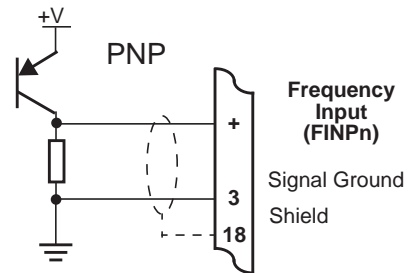 +V
PNP
Frequency
Input
(FINPn)
+
Signal Ground
3
Shield
18